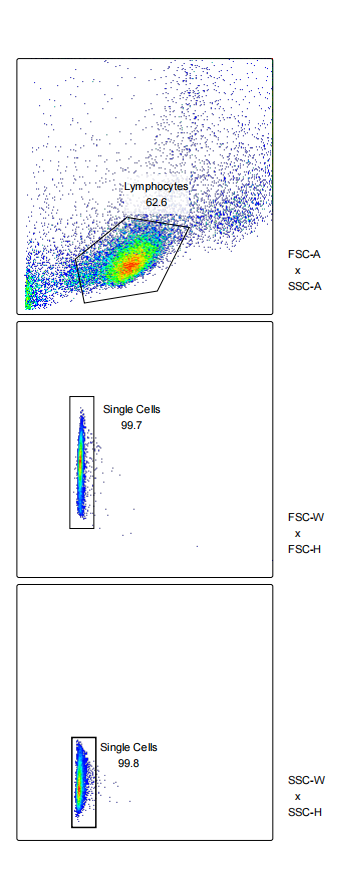 Lymphocytes
62.6
FSC-A
x
SSC-A
Single Cells
99.7
FSC-W
x
FSC-H
Single Cells
99.8
SSC-W
x
SSC-H